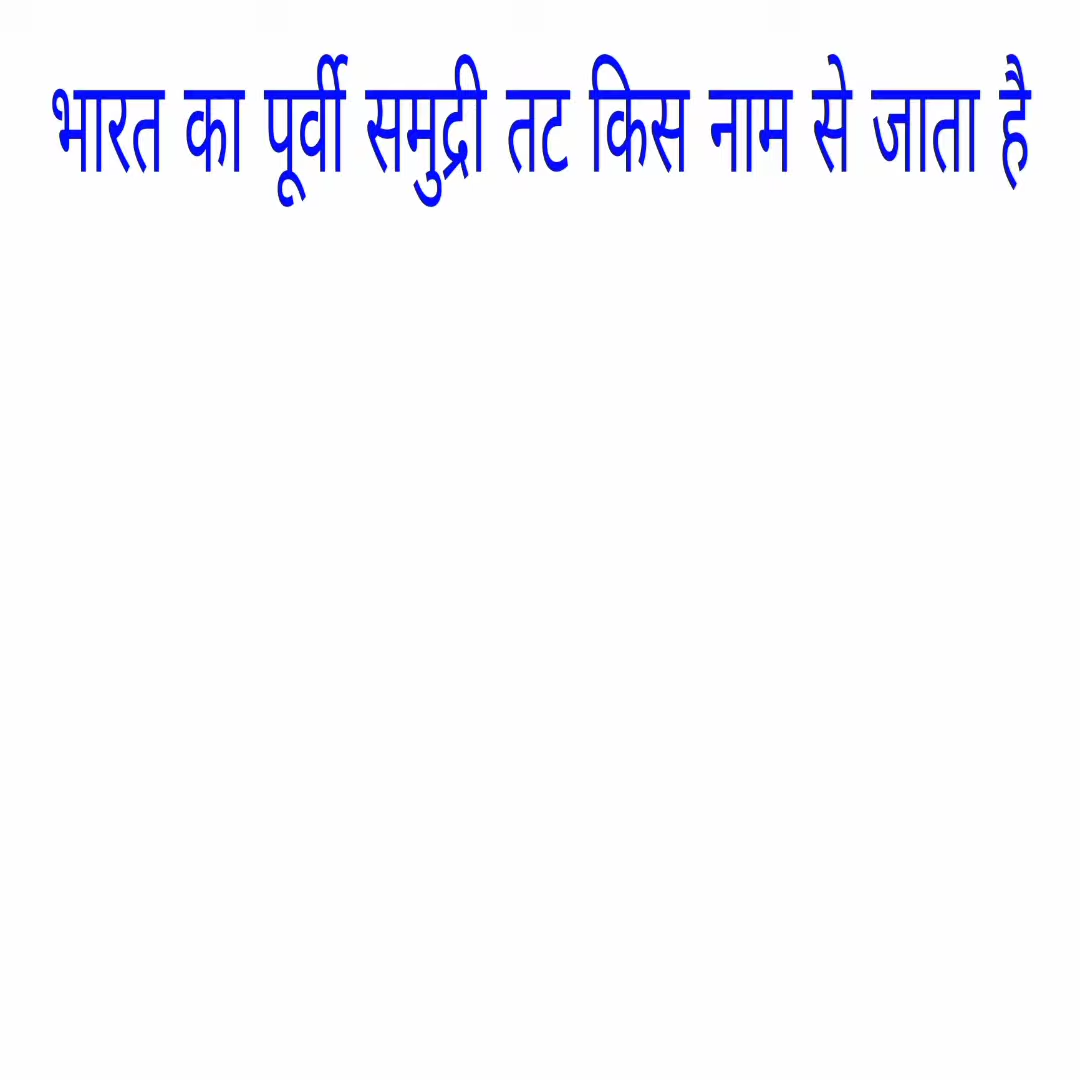 भारत का पूर्वी समुद्री तट किस नाम से जाता है